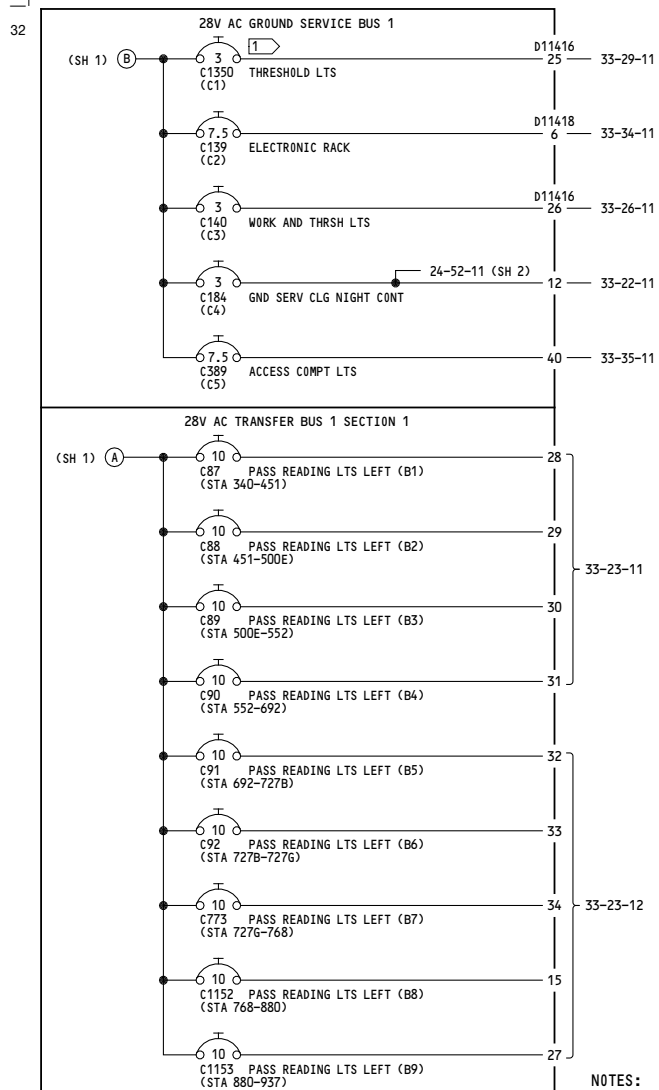 32
28V AC GROUND SERVICE BUS 1
(SH 1) B 3 1 D11416
C1350 THRESHOLD LTS 25 33-29-11
(C1)
7.5 D11418
C139 ELECTRONIC RACK 6 33-34-11
(C2)
3 D11416
C140 WORK AND THRSH LTS 26 33-26-11
(C3)
24-52-11 (SH 2)
3 12 33-22-11
C184 GND SERV CLG NIGHT CONT
(C4)
7.5 40 33-35-11
C389 ACCESS COMPT LTS
(C5)
28V AC TRANSFER BUS 1 SECTION 1
(SH 1) A 10 28
C87 PASS READING LTS LEFT (B1)
(STA 340-451)
10 29
C88 PASS READING LTS LEFT (B2)
(STA 451-500E)
33-23-11
10 30
C89 PASS READING LTS LEFT (B3)
(STA 500E-552)
10 31
C90 PASS READING LTS LEFT (B4)
(STA 552-692)
10 32
C91 PASS READING LTS LEFT (B5)
(STA 692-727B)
10 33
C92 PASS READING LTS LEFT (B6)
(STA 727B-727G)
10 34 33-23-12
C773 PASS READING LTS LEFT (B7)
(STA 727G-768)
10 15
C1152 PASS READING LTS LEFT (B8)
(STA 768-880)
10 27
C1153 PASS READING LTS LEFT (B9)
(STA 880-937)
NOTES: